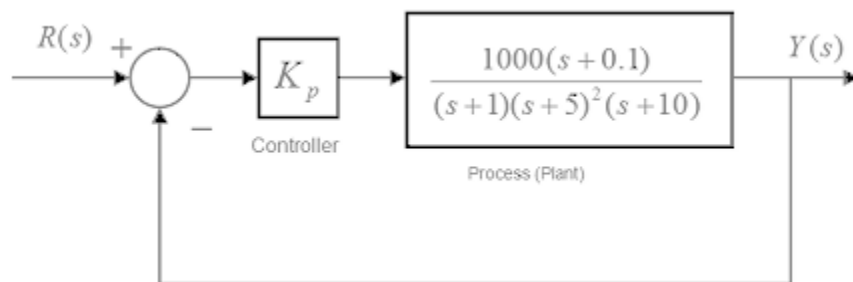 R(s) +
K_p
1000(s+0.1)
(s+1)(s+5)^2(s+10)
Y(s)
−
Controller
Process (Plant)